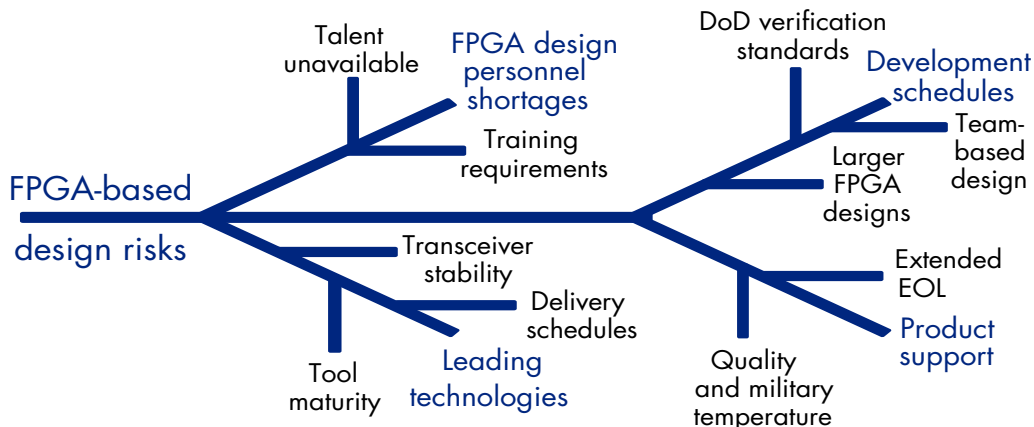 FPGA-based
design risks
Talent
unavailable
FPGA design
personnel
shortages
Training
requirements
Transceiver
stability
Tool
maturity
Delivery
schedules
Leading
technologies
DoD verification
standards
Development
schedules
Team-
based
design
Larger
FPGA
designs
Extended
EOL
Quality
and military
temperature
Product
support